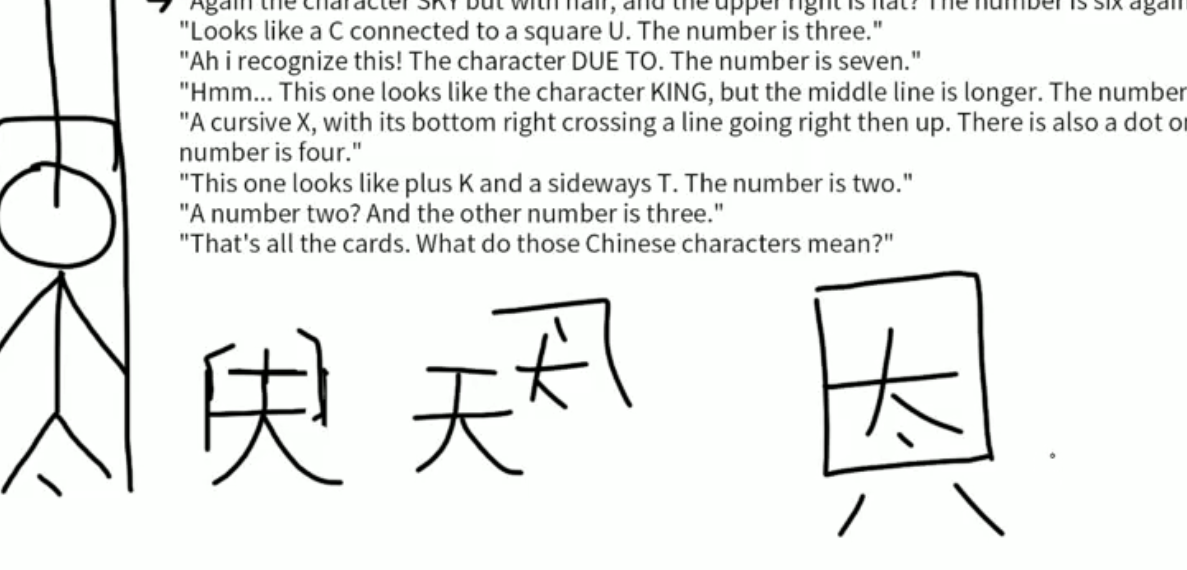 "Again the character SKY but with hair, and the upper right is flat? The number is six again
"Looks like a C connected to a square U. The number is three."
"Ah i recognize this! The character DUE TO. The number is seven."
"Hmm... This one looks like the character KING, but the middle line is longer. The number
"A cursive X, with its bottom right crossing a line going right then up. There is also a dot o
number is four."
"This one looks like plus K and a sideways T. The number is two."
"A number two? And the other number is three."
"That's all the cards. What do those Chinese characters mean?"
天